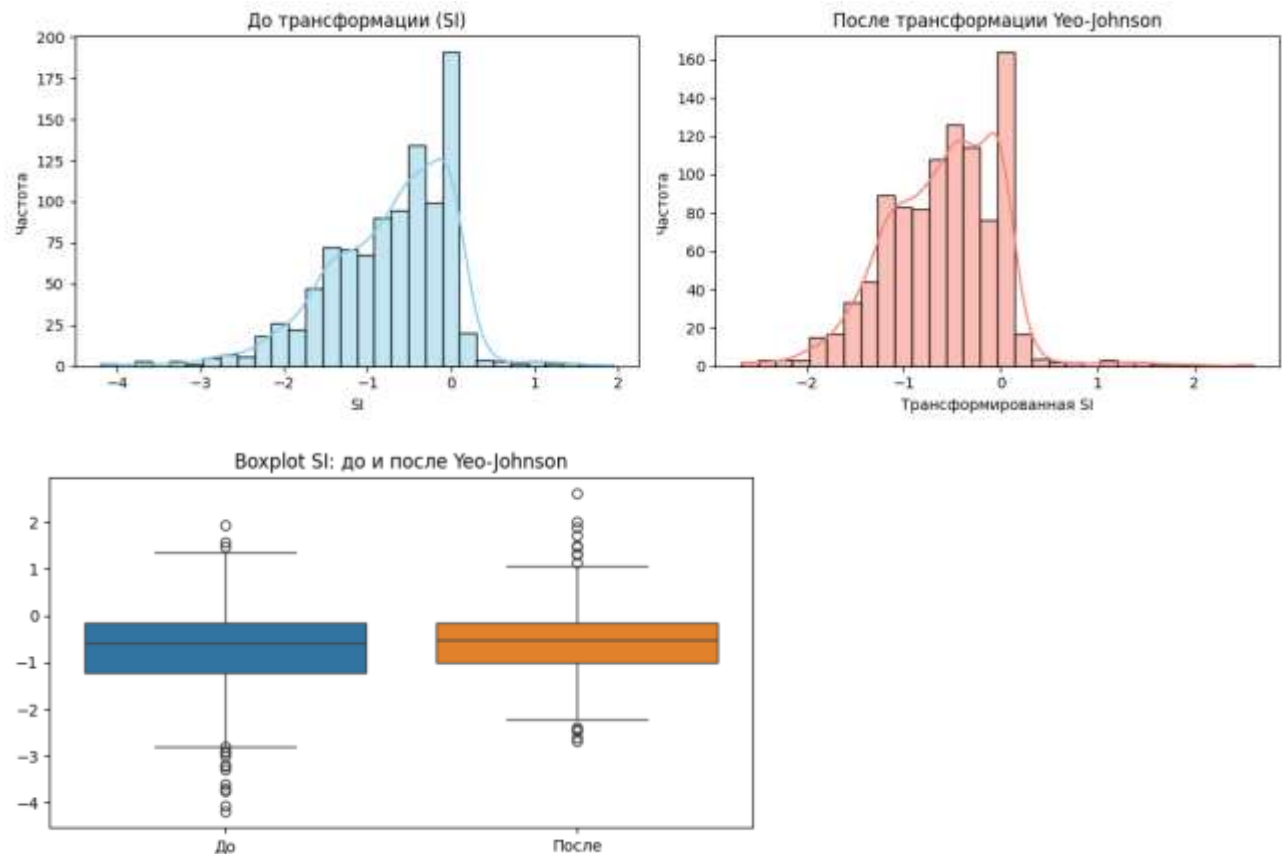 До трансформации (SI)
200
175
150
125
100
75
50
25
0
Частота
−4 −3 −2 −1 0 1 2
SI
После трансформации Yeo-Johnson
160
140
120
100
80
60
40
20
0
Частота
−2 −1 0 1 2
Трансформированная SI
Boxplot SI: до и после Yeo-Johnson
2
1
0
−1
−2
−3
−4
До После